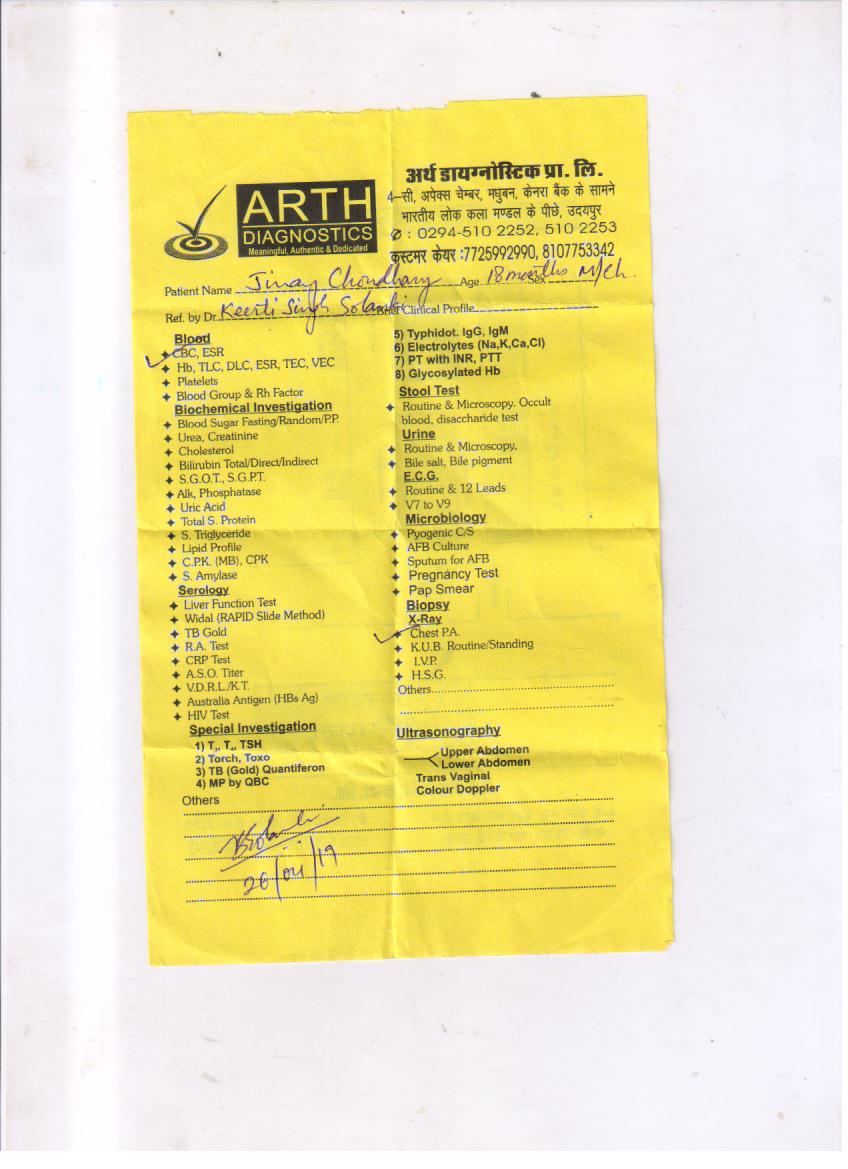 ARTH
DIAGNOSTICS
Meaningful, Authentic & Dedicated
अर्थ डायग्नोस्टिक प्रा. लि.
4-सी, अपेक्स चेम्बर, मधुबन, केनरा बैंक के सामने
भारतीय लोक कला मण्डल के पीछे, उदयपुर
✆ : 0294-510 2252, 510 2253
कस्टमर केयर :7725992990, 8107753342
Patient Name Jinay Choudhary Age 18 months Sex M/ch
Ref. by Dr Keerti Singh Solanki Brief Clinical Profile
Blood
CBC, ESR
Hb, TLC, DLC, ESR, TEC, VEC
Platelets
Blood Group & Rh Factor
Biochemical Investigation
Blood Sugar Fasting/Random/P.P.
Urea, Creatinine
Cholesterol
Bilirubin Total/Direct/Indirect
S.G.O.T., S.G.P.T.
Alk, Phosphatase
Uric Acid
Total S. Protein
S. Triglyceride
Lipid Profile
C.P.K. (MB), CPK
S. Amylase
Serology
Liver Function Test
Widal (RAPID Slide Method)
TB Gold
R.A. Test
CRP Test
A.S.O. Titer
V.D.R.L./K.T.
Australia Antigen (HBs Ag)
HIV Test
Special Investigation
1) T3, T4, TSH
2) Torch, Toxo
3) TB (Gold) Quantiferon
4) MP by QBC
Others
5) Typhidot. IgG, IgM
6) Electrolytes (Na,K,Ca,Cl)
7) PT with INR, PTT
8) Glycosylated Hb
Stool Test
Routine & Microscopy. Occult
blood, disaccharide test
Urine
Routine & Microscopy,
Bile salt, Bile pigment
E.C.G.
Routine & 12 Leads
V7 to V9
Microbiology
Pyogenic C/S
AFB Culture
Sputum for AFB
Pregnancy Test
Pap Smear
Biopsy
X-Ray
Chest P.A.
K.U.B. Routine/Standing
I.V.P.
H.S.G.
Others
Ultrasonography
Upper Abdomen
Lower Abdomen
Trans Vaginal
Colour Doppler
26/04/19